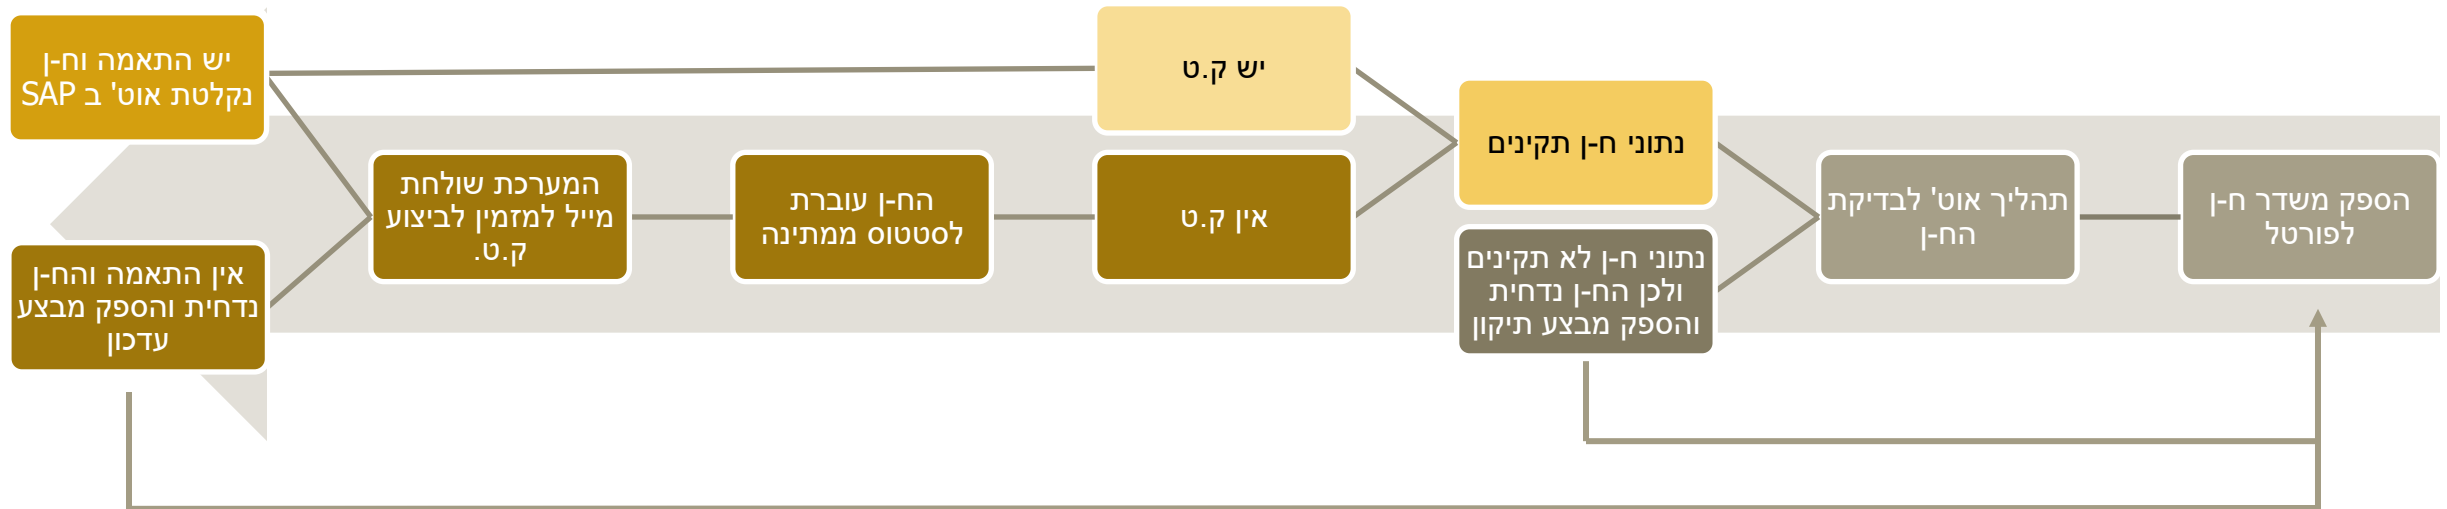 הספק משדר ח-ן
לפורטל
תהליך אוט' לבדיקת
הח-ן
נתוני ח-ן תקינים
נתוני ח-ן לא תקינים
ולכן הח-ן נדחית
והספק מבצע תיקון
יש ק.ט
אין ק.ט
הח-ן עוברת
לסטטוס ממתינה
המערכת שולחת
מייל למזמין לביצוע
ק.ט.
יש התאמה וח-ן
נקלטת אוט' ב SAP
אין התאמה והח-ן
נדחית והספק מבצע
עדכון